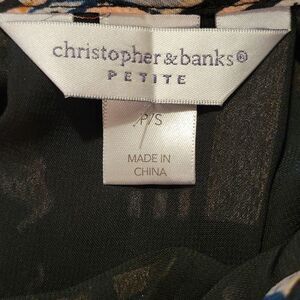 christopher&banks®
PETITE
P/S
MADE IN
CHINA